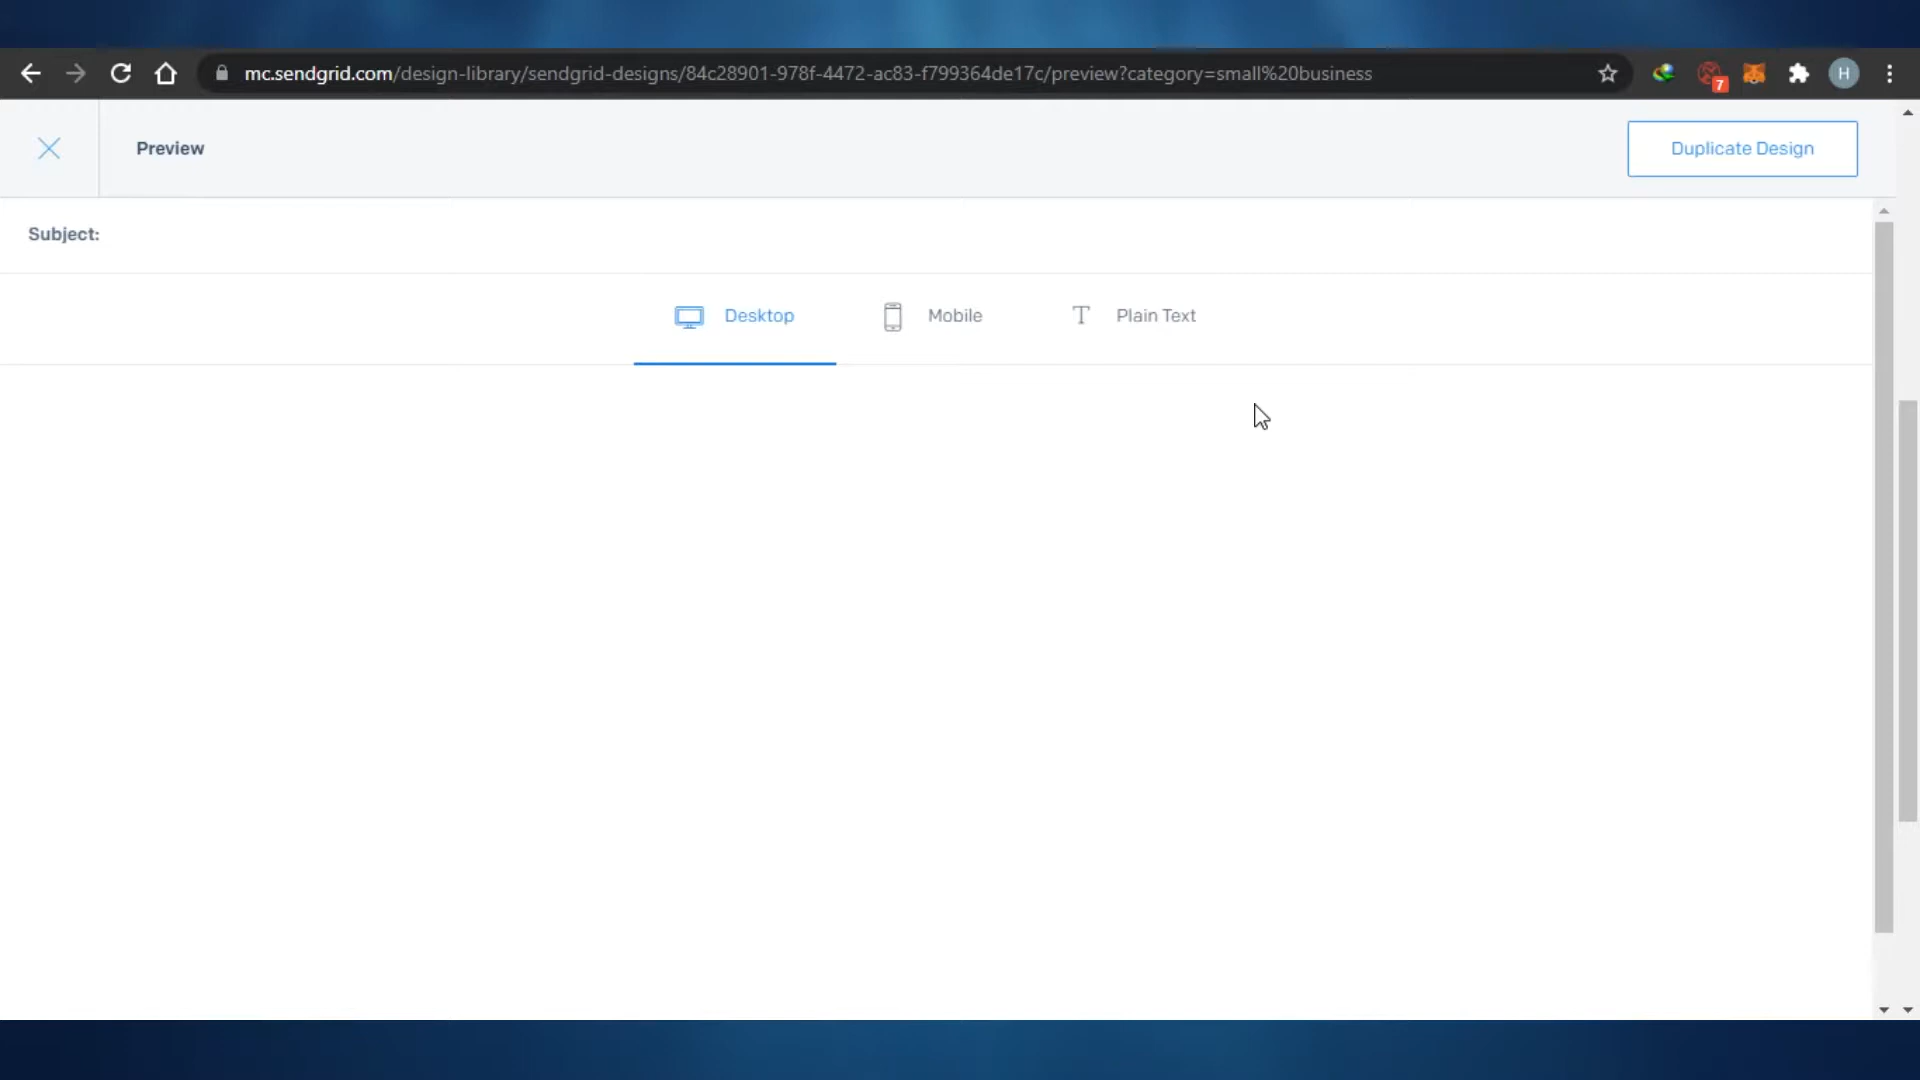 mc.sendgrid.com/design-library/sendgrid-designs/84c28901-978f-4472-ac83-f799364de17c/preview?category=small%20business
7
H
Preview
Duplicate Design
Subject:
Desktop
Mobile
T Plain Text